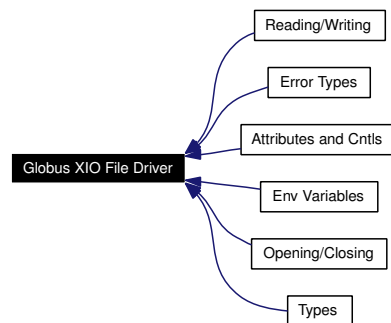 Reading/Writing
Error Types
Attributes and Cntls
Globus XIO File Driver
Env Variables
Opening/Closing
Types